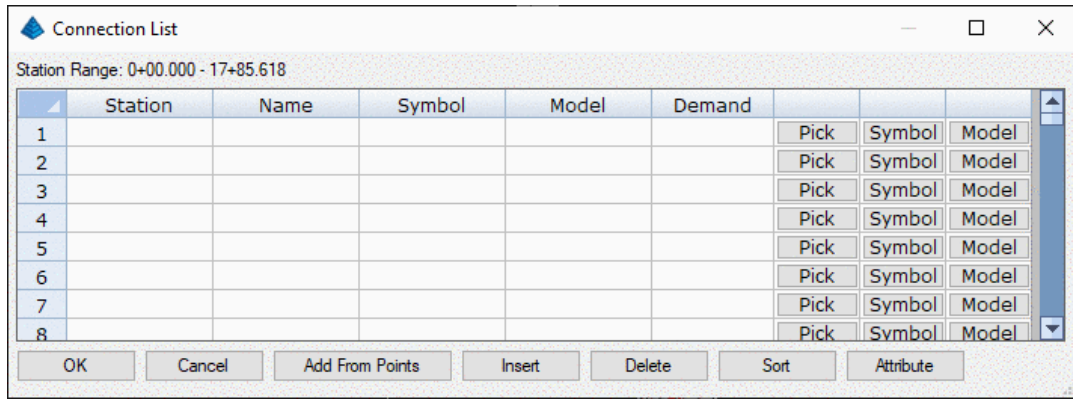 Connection List
Station Range: 0+00.000 - 17+85.618
Station Name Symbol Model Demand
1 Pick Symbol Model
2 Pick Symbol Model
3 Pick Symbol Model
4 Pick Symbol Model
5 Pick Symbol Model
6 Pick Symbol Model
7 Pick Symbol Model
8 Pick Symbol Model
OK Cancel Add From Points Insert Delete Sort Attribute